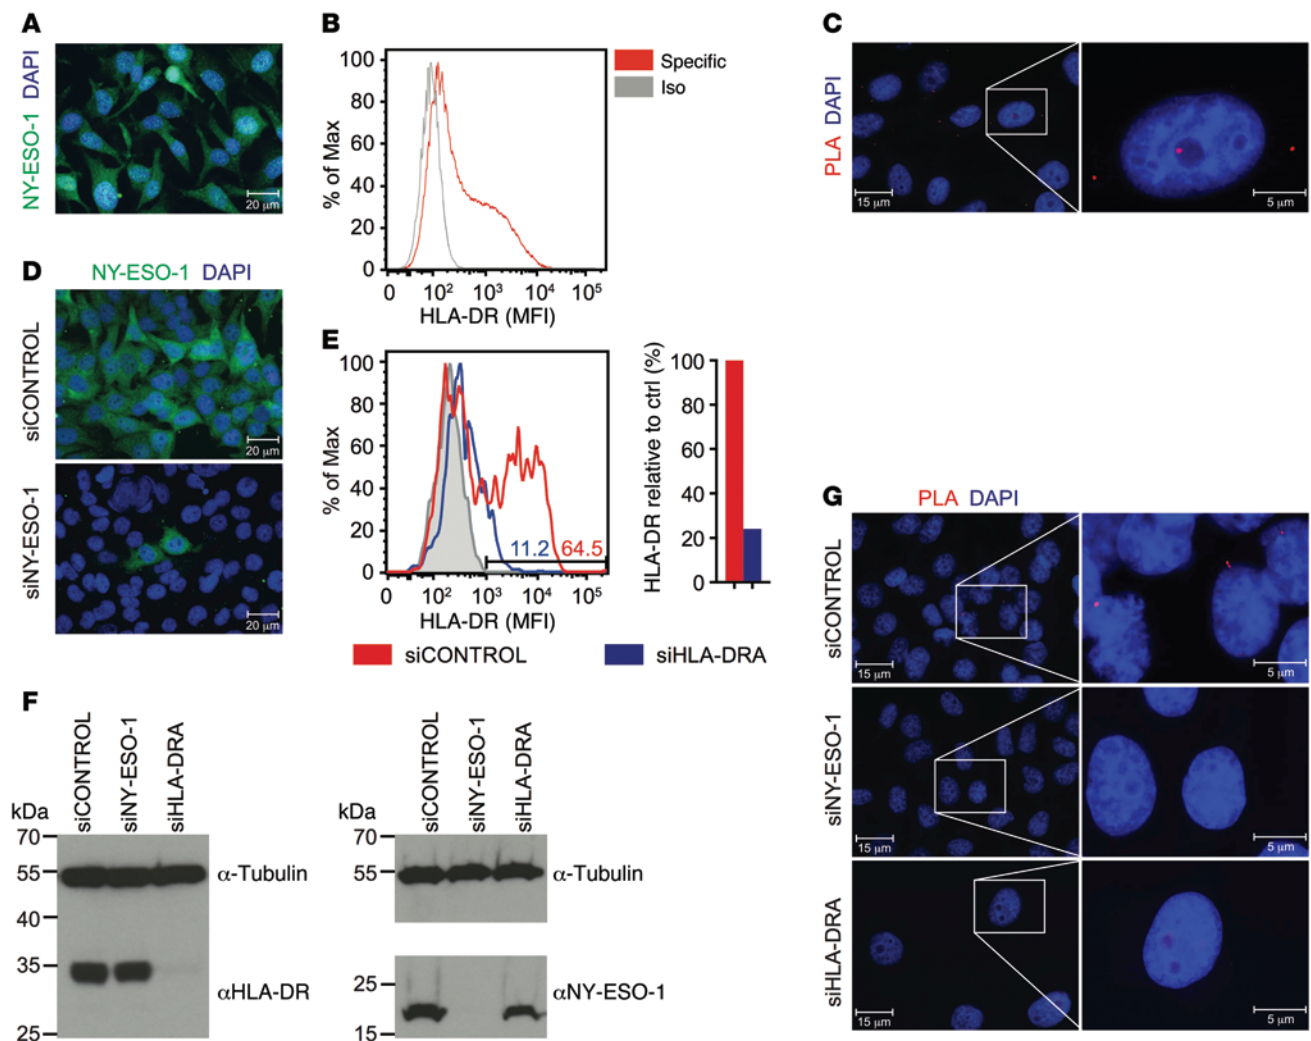 A
NY-ESO-1 DAPI
20 µm
B
% of Max
100
80
60
40
20
0
0 10² 10³ 10⁴ 10⁵
HLA-DR (MFI)
Specific
Iso
C
PLA DAPI
15 µm
5 µm
D
NY-ESO-1 DAPI
siCONTROL
20 µm
siNY-ESO-1
20 µm
E
% of Max
100
80
60
40
20
0
11.2 64.5
0 10² 10³ 10⁴ 10⁵
HLA-DR (MFI)
HLA-DR relative to ctrl (%)
100
80
60
40
20
0
siCONTROL
siHLA-DRA
F
kDa
siCONTROL
siNY-ESO-1
siHLA-DRA
70
55
40
35
25
α-Tubulin
αHLA-DR
kDa
siCONTROL
siNY-ESO-1
siHLA-DRA
70
55
25
15
α-Tubulin
αNY-ESO-1
G
PLA DAPI
siCONTROL
15 µm
5 µm
siNY-ESO-1
15 µm
5 µm
siHLA-DRA
15 µm
5 µm